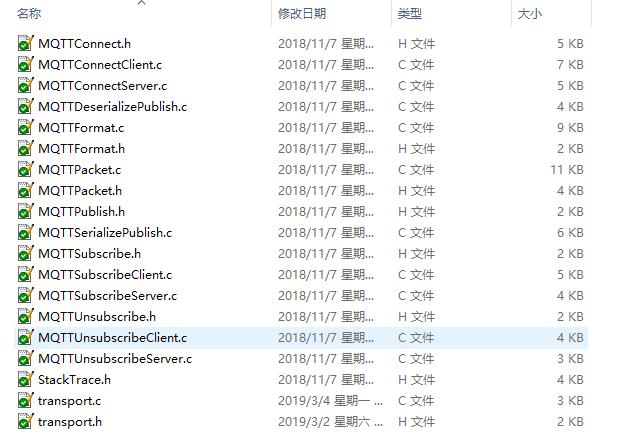 名称 修改日期 类型 大小
MQTTConnect.h 2018/11/7 星期... H 文件 5 KB
MQTTConnectClient.c 2018/11/7 星期... C 文件 7 KB
MQTTConnectServer.c 2018/11/7 星期... C 文件 5 KB
MQTTDeserializePublish.c 2018/11/7 星期... C 文件 4 KB
MQTTFormat.c 2018/11/7 星期... C 文件 9 KB
MQTTFormat.h 2018/11/7 星期... H 文件 2 KB
MQTTPacket.c 2018/11/7 星期... C 文件 11 KB
MQTTPacket.h 2018/11/7 星期... H 文件 4 KB
MQTTPublish.h 2018/11/7 星期... H 文件 2 KB
MQTTSerializePublish.c 2018/11/7 星期... C 文件 6 KB
MQTTSubscribe.h 2018/11/7 星期... H 文件 2 KB
MQTTSubscribeClient.c 2018/11/7 星期... C 文件 5 KB
MQTTSubscribeServer.c 2018/11/7 星期... C 文件 4 KB
MQTTUnsubscribe.h 2018/11/7 星期... H 文件 2 KB
MQTTUnsubscribeClient.c 2018/11/7 星期... C 文件 4 KB
MQTTUnsubscribeServer.c 2018/11/7 星期... C 文件 3 KB
StackTrace.h 2018/11/7 星期... H 文件 4 KB
transport.c 2019/3/4 星期一 ... C 文件 3 KB
transport.h 2019/3/2 星期六 ... H 文件 2 KB